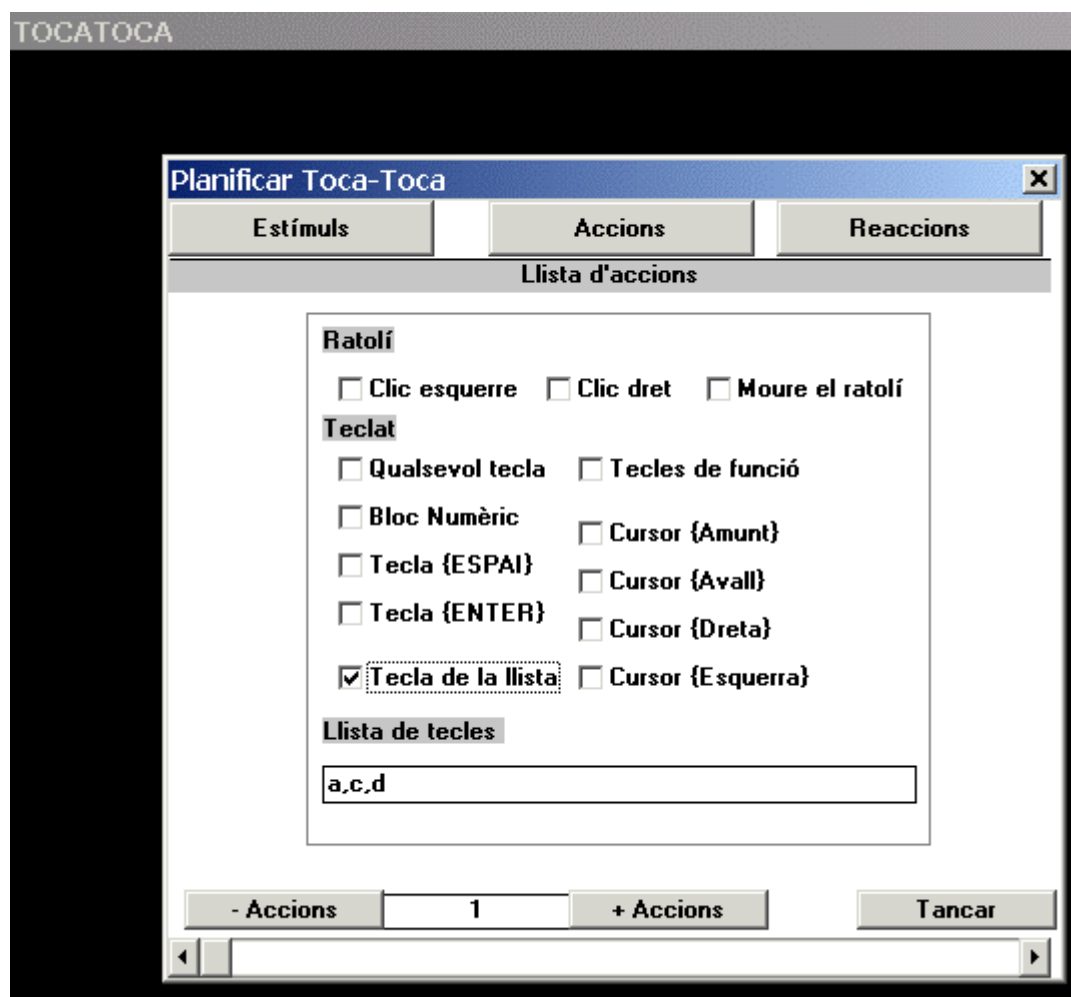 TOCATOCA
Planificar Toca-Toca
Estímuls Accions Reaccions
Llista d'accions
Ratolí
Clic esquerre Clic dret Moure el ratolí
Teclat
Qualsevol tecla Tecles de funció
Bloc Numèric
Cursor {Amunt}
Tecla {ESPAI}
Cursor {Avall}
Tecla {ENTER}
Cursor {Dreta}
Tecla de la llista Cursor {Esquerra}
Llista de tecles
a,c,d
- Accions 1 + Accions Tancar